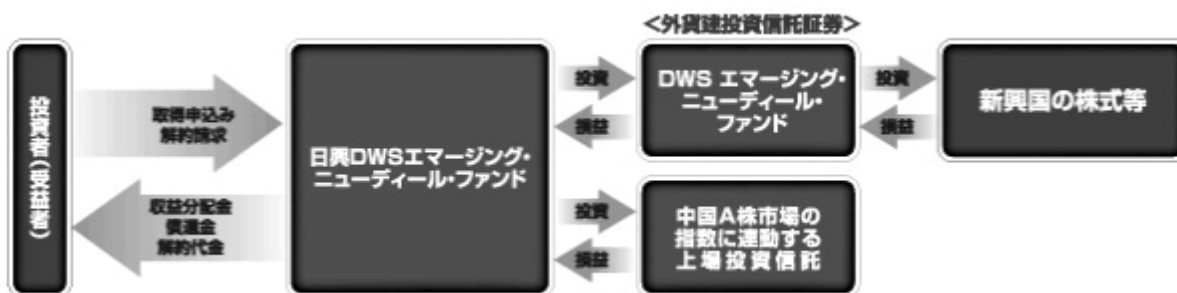 投資者(受益者)
取得申込み
解約請求
収益分配金
償還金
解約代金
日興DWSエマージング・
ニューディール・ファンド
投資
損益
投資
損益
<外貨建投資信託証券>
DWS エマージング・
ニューディール・
ファンド
中国A株市場の
指数に連動する
上場投資信託
投資
損益
新興国の株式等